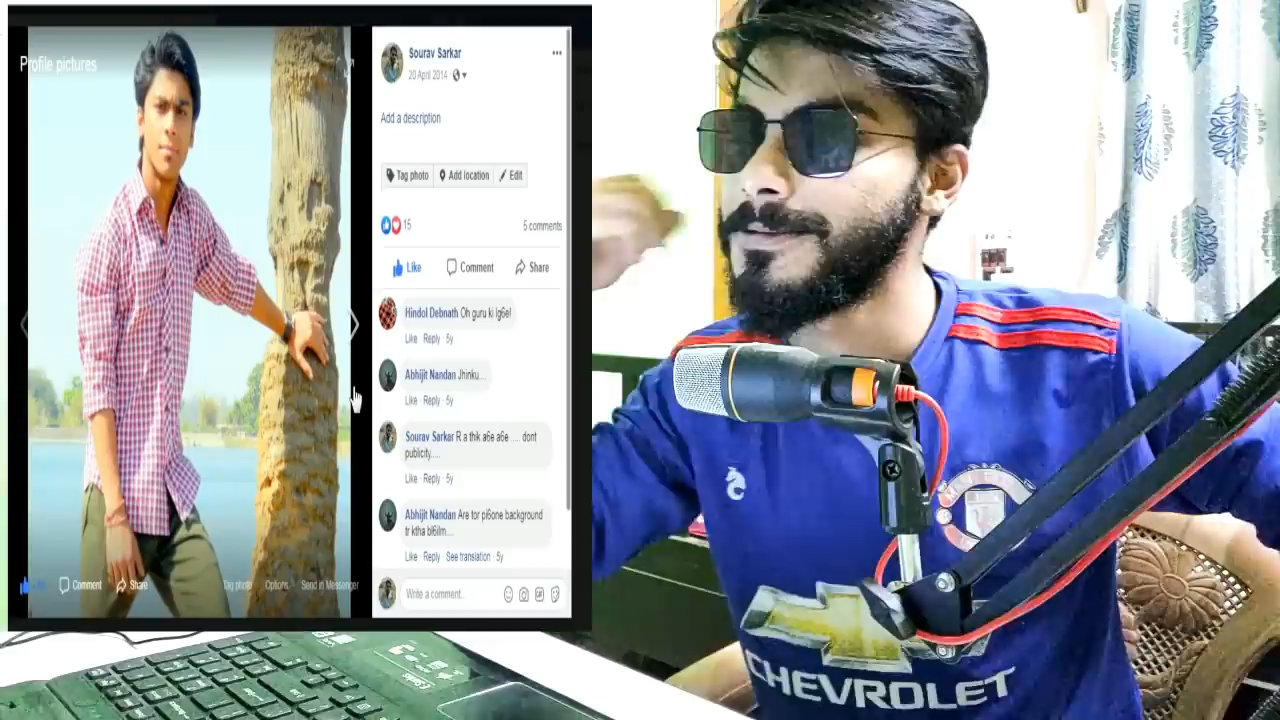 Profile pictures
Sourav Sarkar
20 April 2014
Add a description
Tag photo
Add location
Edit
15
5 comments
Like
Comment
Share
Hindol Debnath Oh guru ki lg6e!
Like Reply 5y
Abhijit Nandan Jhinku...
Like Reply 5y
Sourav Sarkar R a thik a6e a6e .... dont
publicity.....
Like Reply 5y
Abhijit Nandan Are tor pi6one background
tr ktha bl6ilm....
Like Reply See translation 5y
Write a comment...
Comment
Share
Tag photo
Options
Send in Messenger
CHEVROLET